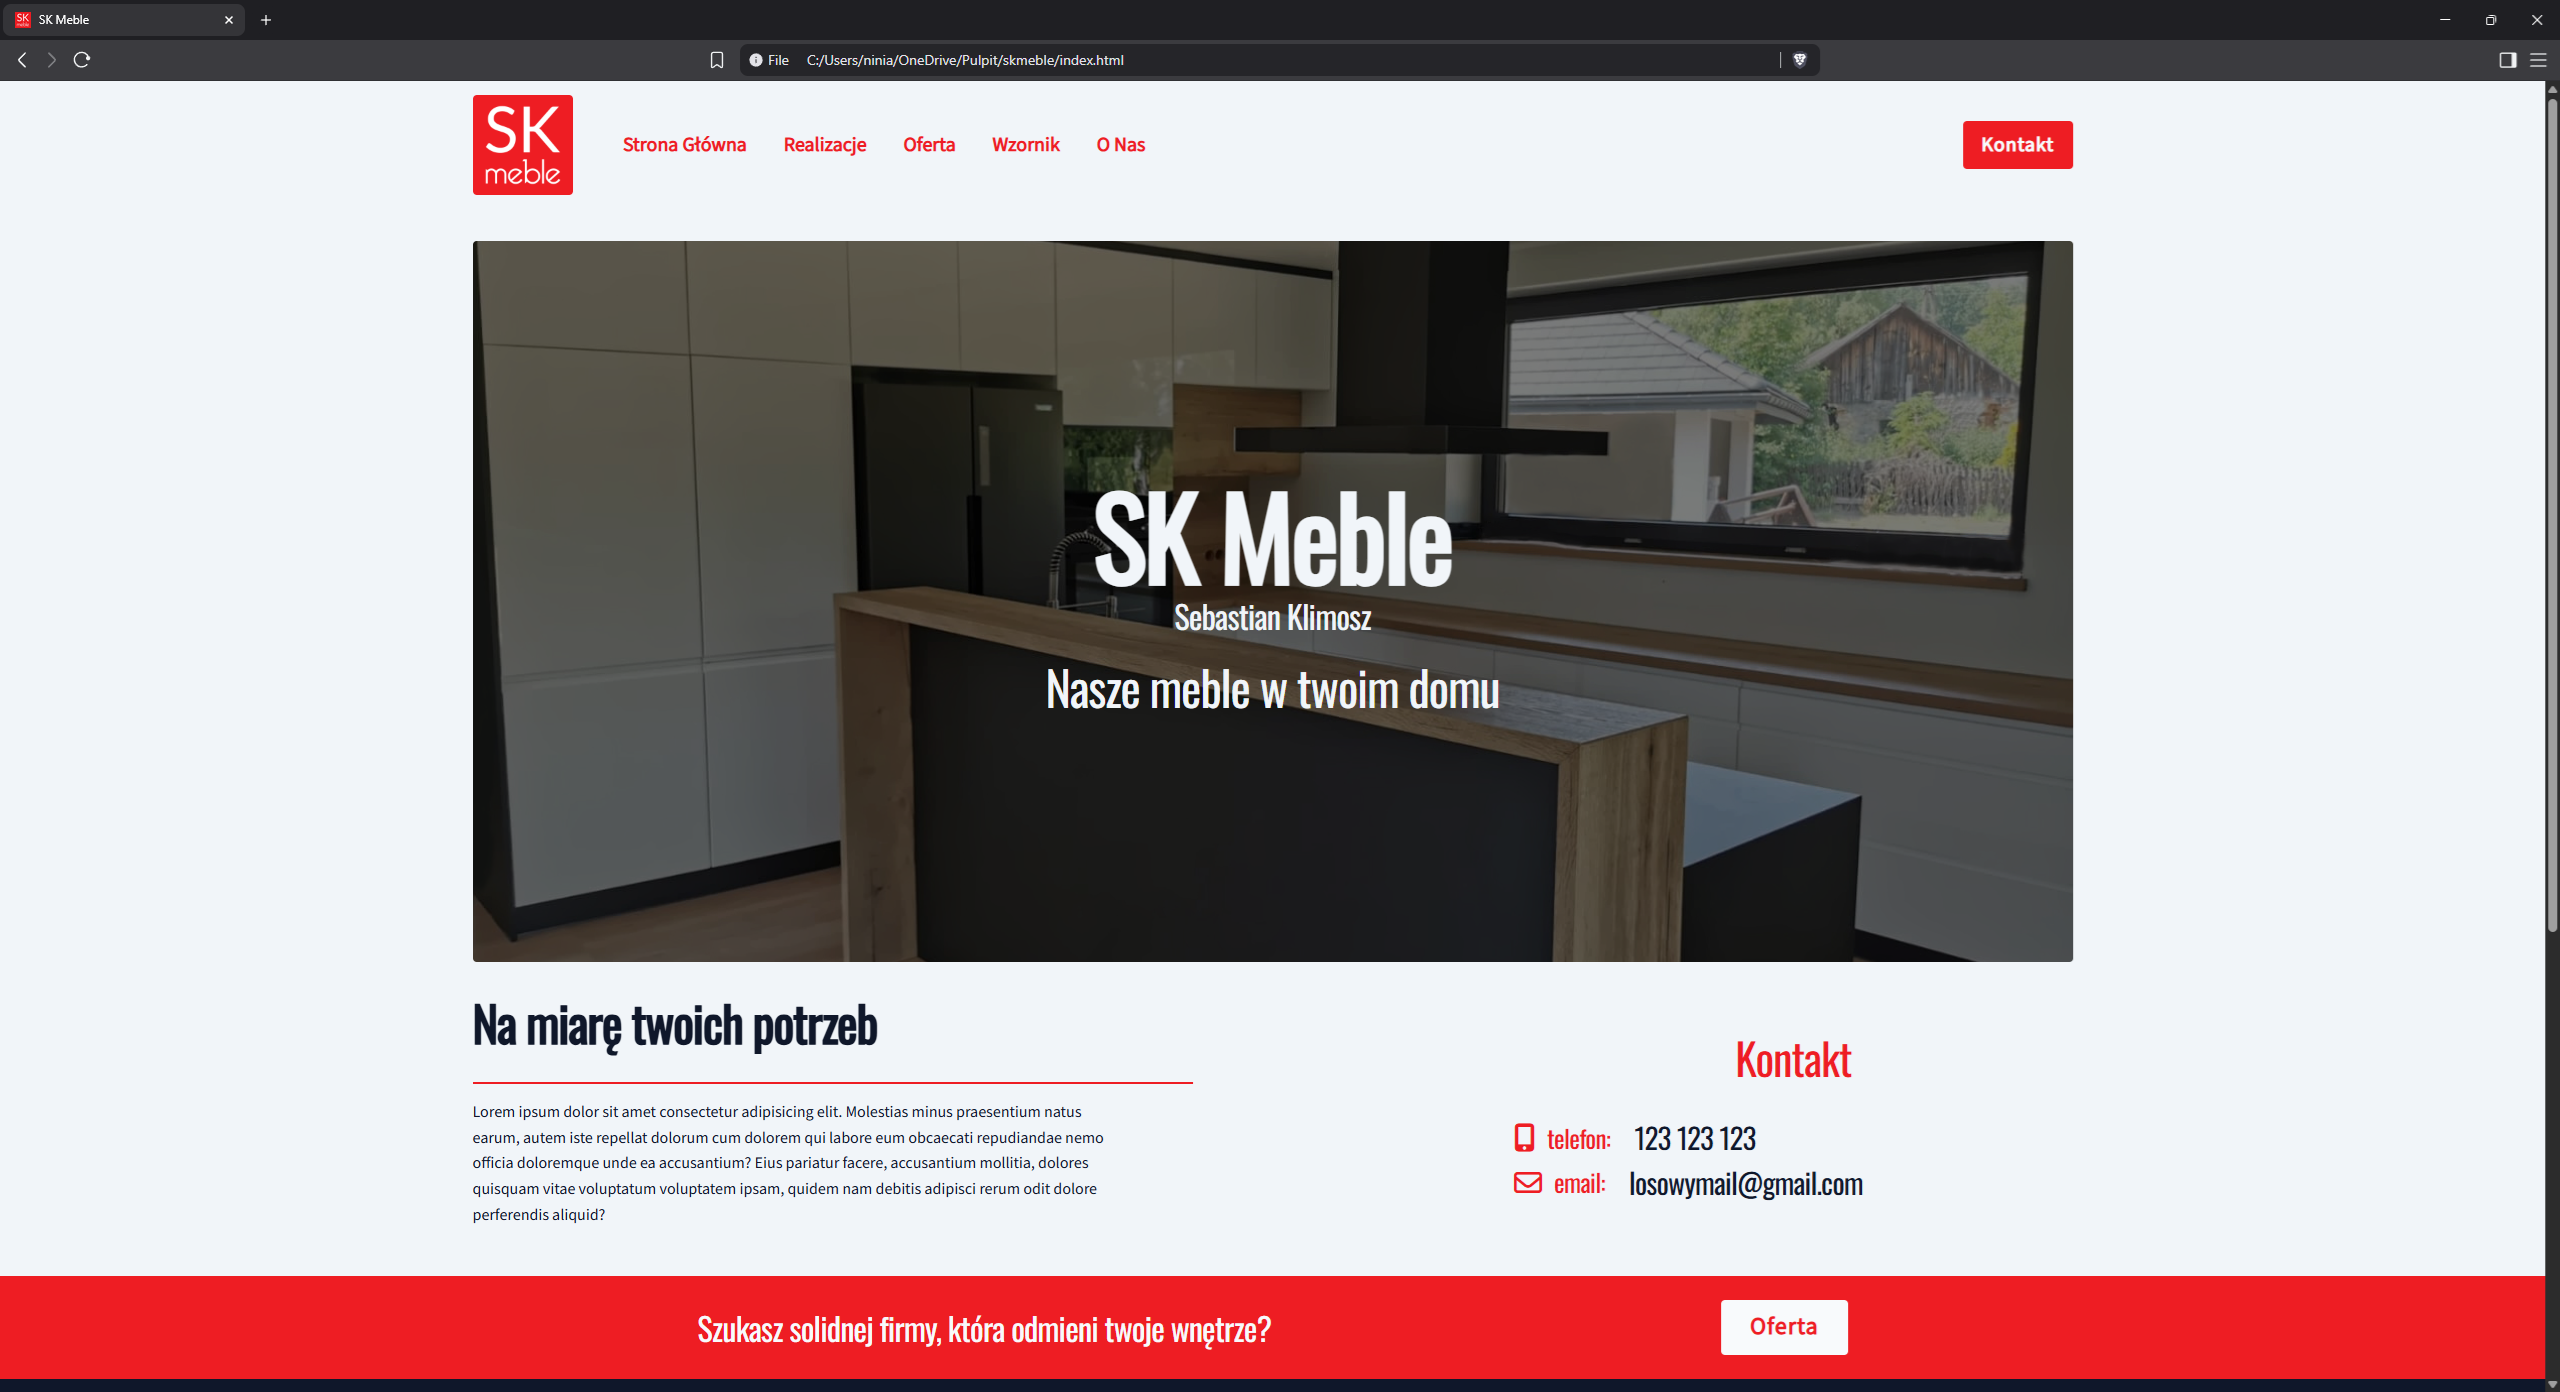 SK Meble
File
C:/Users/ninia/OneDrive/Pulpit/skmeble/index.html
SK
meble
Strona Główna
Realizacje
Oferta
Wzornik
O Nas
Kontakt
SK Meble
Sebastian Klimosz
Nasze meble w twoim domu
Na miarę twoich potrzeb
Lorem ipsum dolor sit amet consectetur adipisicing elit. Molestias minus praesentium natus
earum, autem iste repellat dolorum cum dolorem qui labore eum obcaecati repudiandae nemo
officia doloremque unde ea accusantium? Eius pariatur facere, accusantium mollitia, dolores
quisquam vitae voluptatum voluptatem ipsam, quidem nam debitis adipisci rerum odit dolore
perferendis aliquid?
Kontakt
telefon: 123 123 123
email: losowymail@gmail.com
Szukasz solidnej firmy, która odmieni twoje wnętrze?
Oferta